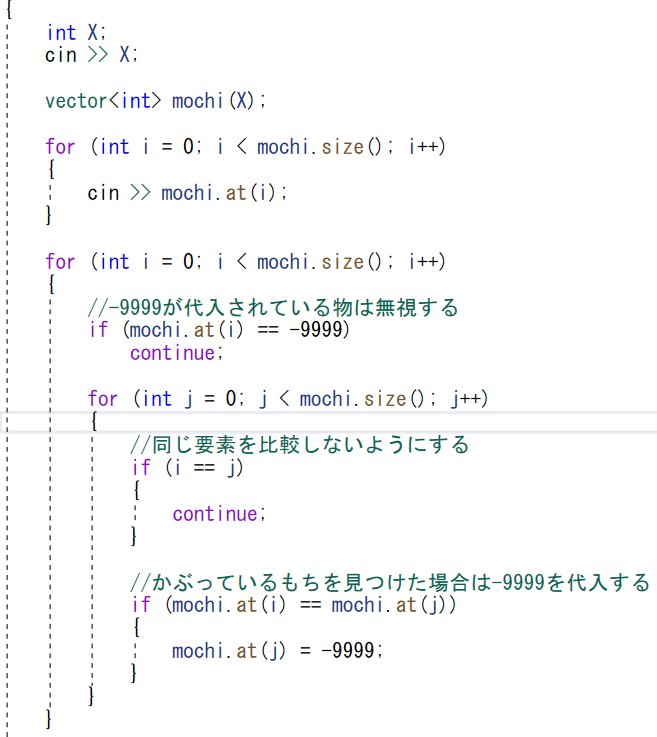 {
int X;
cin >> X;
vector<int> mochi(X);
for (int i = 0; i < mochi.size(); i++)
{
cin >> mochi.at(i);
}
for (int i = 0; i < mochi.size(); i++)
{
//-9999が代入されている物は無視する
if (mochi.at(i) == -9999)
continue;
for (int j = 0; j < mochi.size(); j++)
{
//同じ要素を比較しないようにする
if (i == j)
{
continue;
}
//かぶっているもちを見つけた場合は-9999を代入する
if (mochi.at(i) == mochi.at(j))
{
mochi.at(j) = -9999;
}
}
}